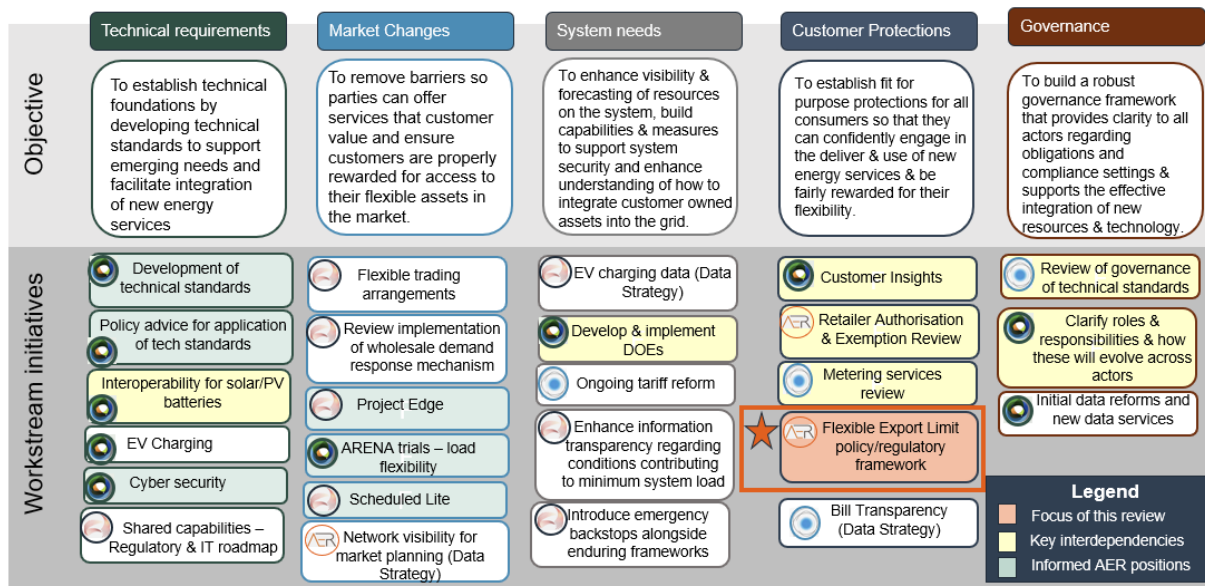 Technical requirements
Market Changes
System needs
Customer Protections
Governance
Objective
To establish technical
foundations by
developing technical
standards to support
emerging needs and
facilitate integration
of new energy
services
To remove barriers so
parties can offer
services that customer
value and ensure
customers are properly
rewarded for access to
their flexible assets in
the market.
To enhance visibility &
forecasting of resources
on the system, build
capabilities & measures
to support system
security and enhance
understanding of how to
integrate customer owned
assets into the grid.
To establish fit for
purpose protections for all
consumers so that they
can confidently engage in
the deliver & use of new
energy services & be
fairly rewarded for their
flexibility.
To build a robust
governance framework
that provides clarity to all
actors regarding
obligations and
compliance settings &
supports the effective
integration of new
resources & technology.
Workstream initiatives
Development of
technical standards
Policy advice for application
of tech standards
Interoperability for solar/PV
batteries
EV Charging
Cyber security
Shared capabilities –
Regulatory & IT roadmap
Flexible trading
arrangements
Review implementation
of wholesale demand
response mechanism
Project Edge
ARENA trials – load
flexibility
Scheduled Lite
AER
Network visibility for
market planning (Data
Strategy)
EV charging data (Data
Strategy)
Develop & implement
DOEs
Ongoing tariff reform
Enhance information
transparency regarding
conditions contributing
to minimum system load
Introduce emergency
backstops alongside
enduring frameworks
Customer Insights
AER
Retailer Authorisation
& Exemption Review
Metering services
review
AER
Flexible Export Limit
policy/regulatory
framework
Bill Transparency
(Data Strategy)
Review of governance
of technical standards
Clarify roles &
responsibilities & how
these will evolve across
actors
Initial data reforms and
new data services
Legend
Focus of this review
Key interdependencies
Informed AER positions